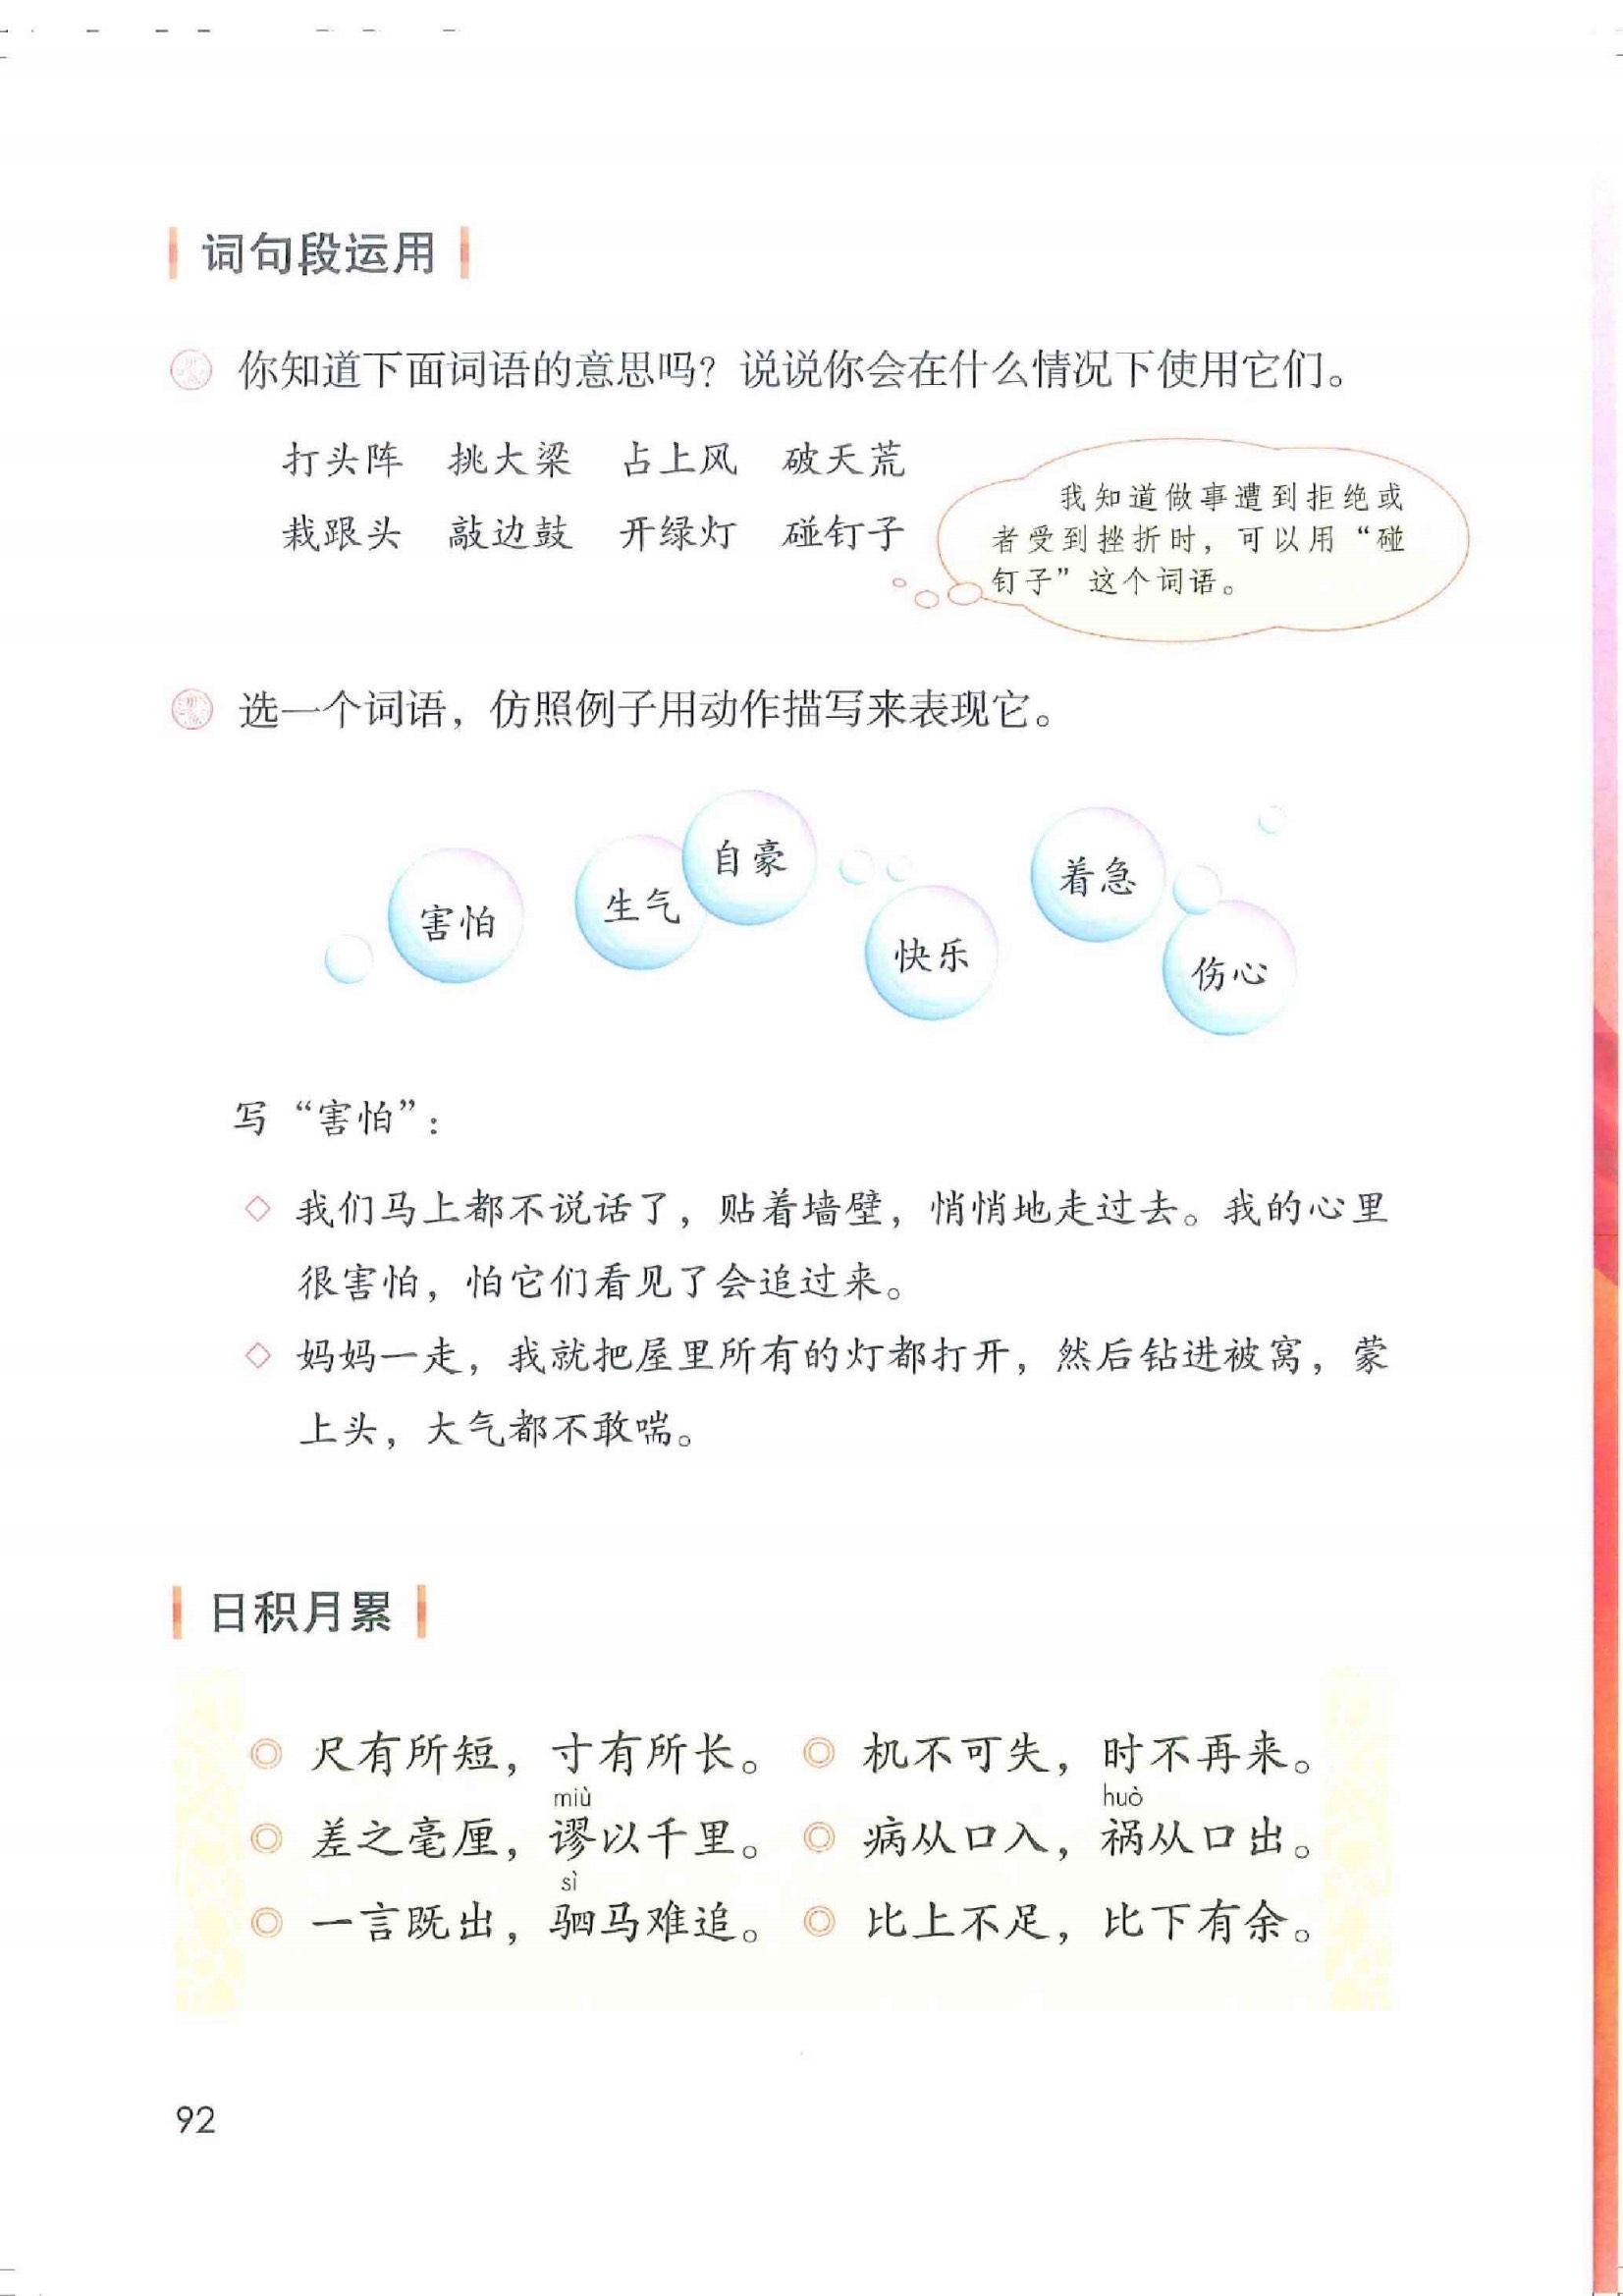 词句段运用
你知道下面词语的意思吗？说说你会在什么情况下使用它们。
打头阵 挑大梁 占上风 破天荒
栽跟头 敲边鼓 开绿灯 碰钉子
我知道做事遭到拒绝或
者受到挫折时，可以用“碰
钉子”这个词语。
选一个词语，仿照例子用动作描写来表现它。
害怕
生气
自豪
快乐
着急
伤心
写“害怕”：
◇ 我们马上都不说话了，贴着墙壁，悄悄地走过去。我的心里
很害怕，怕它们看见了会追过来。
◇ 妈妈一走，我就把屋里所有的灯都打开，然后钻进被窝，蒙
上头，大气都不敢喘。
日积月累
◎ 尺有所短，寸有所长。 ◎ 机不可失，时不再来。
miù huò
◎ 差之毫厘，谬以千里。 ◎ 病从口入，祸从口出。
sì
◎ 一言既出，驷马难追。 ◎ 比上不足，比下有余。
92